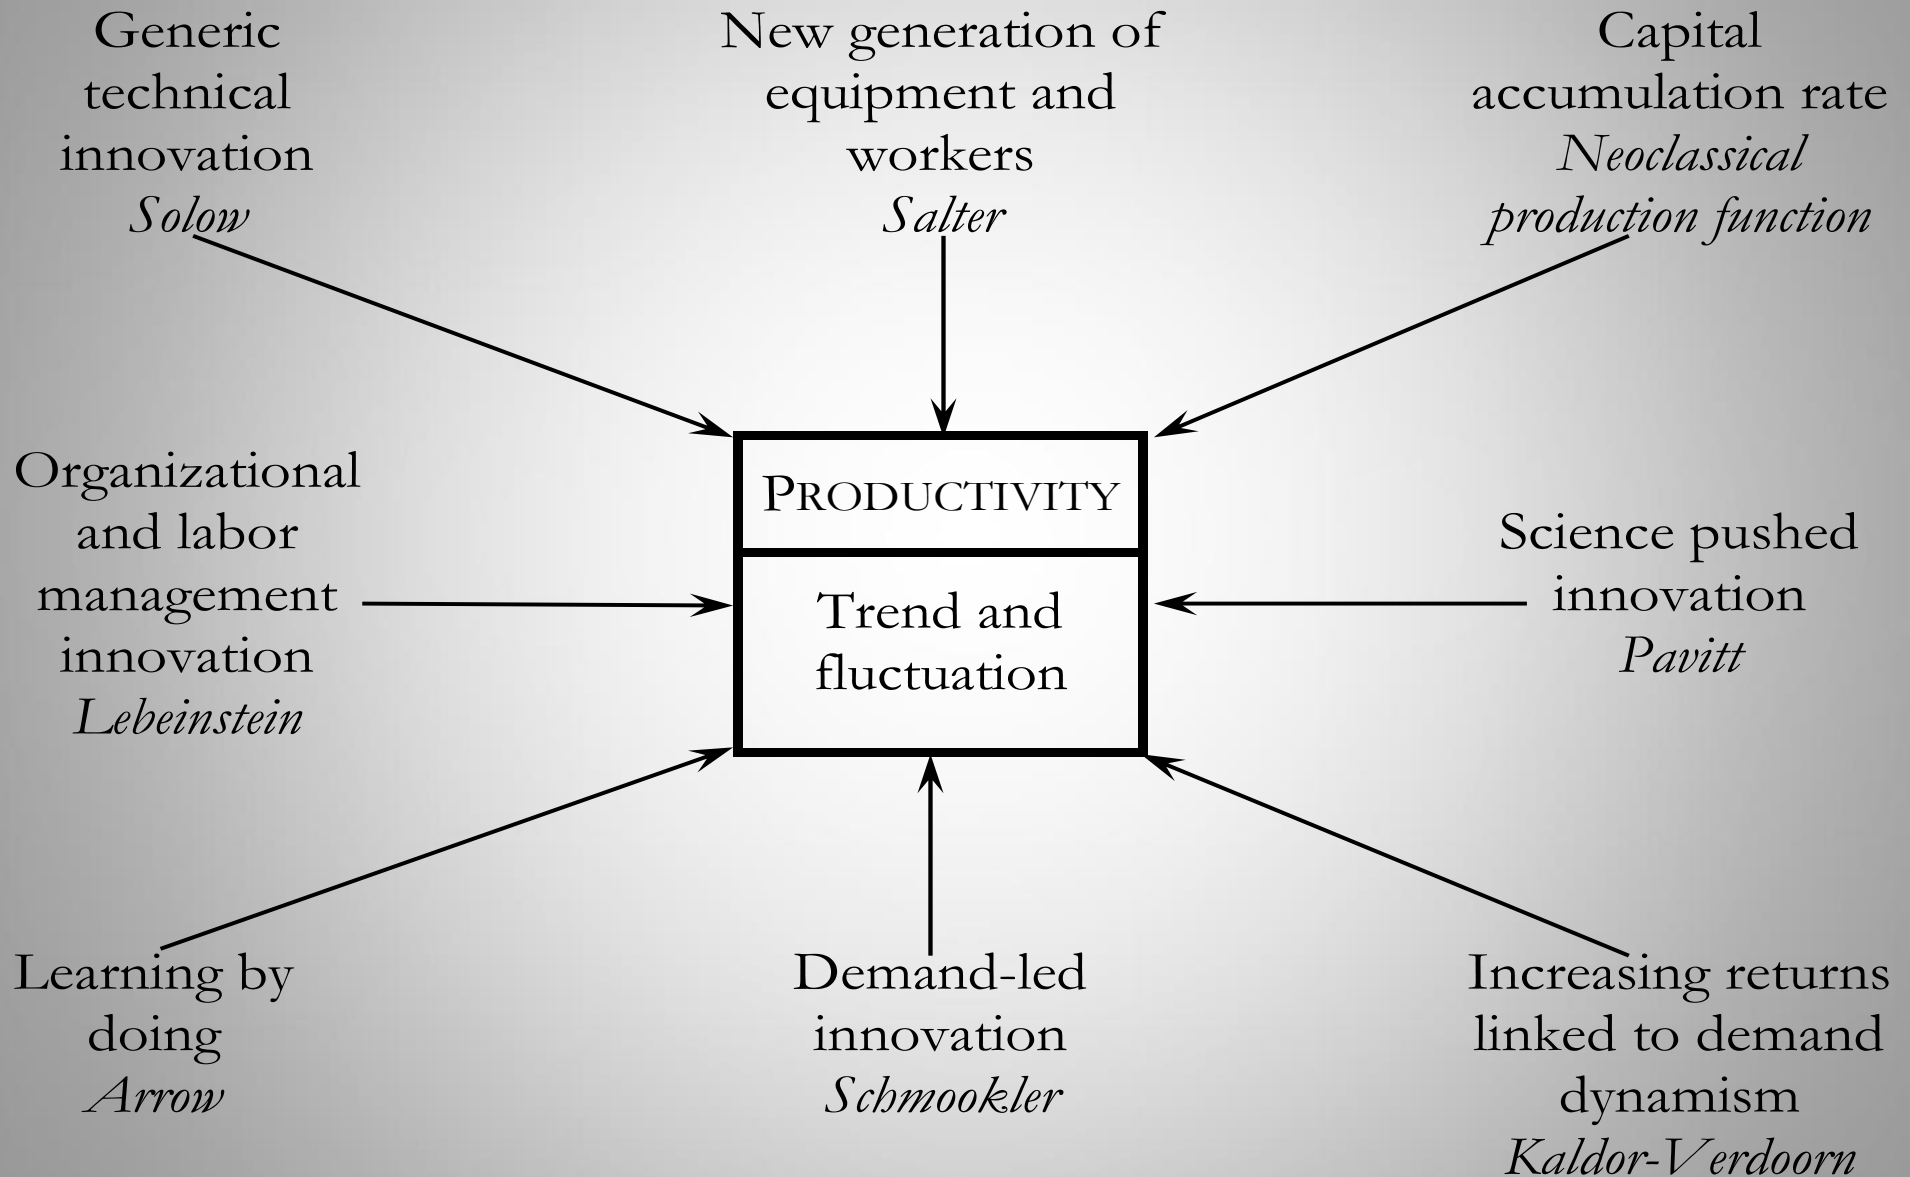 Generic
technical
innovation
Solow
New generation of
equipment and
workers
Salter
Capital
accumulation rate
Neoclassical
production function
Organizational
and labor
management
innovation
Lebeinstein
PRODUCTIVITY
Trend and
fluctuation
Science pushed
innovation
Pavitt
Learning by
doing
Arrow
Demand-led
innovation
Schmookler
Increasing returns
linked to demand
dynamism
Kaldor-Verdoorn